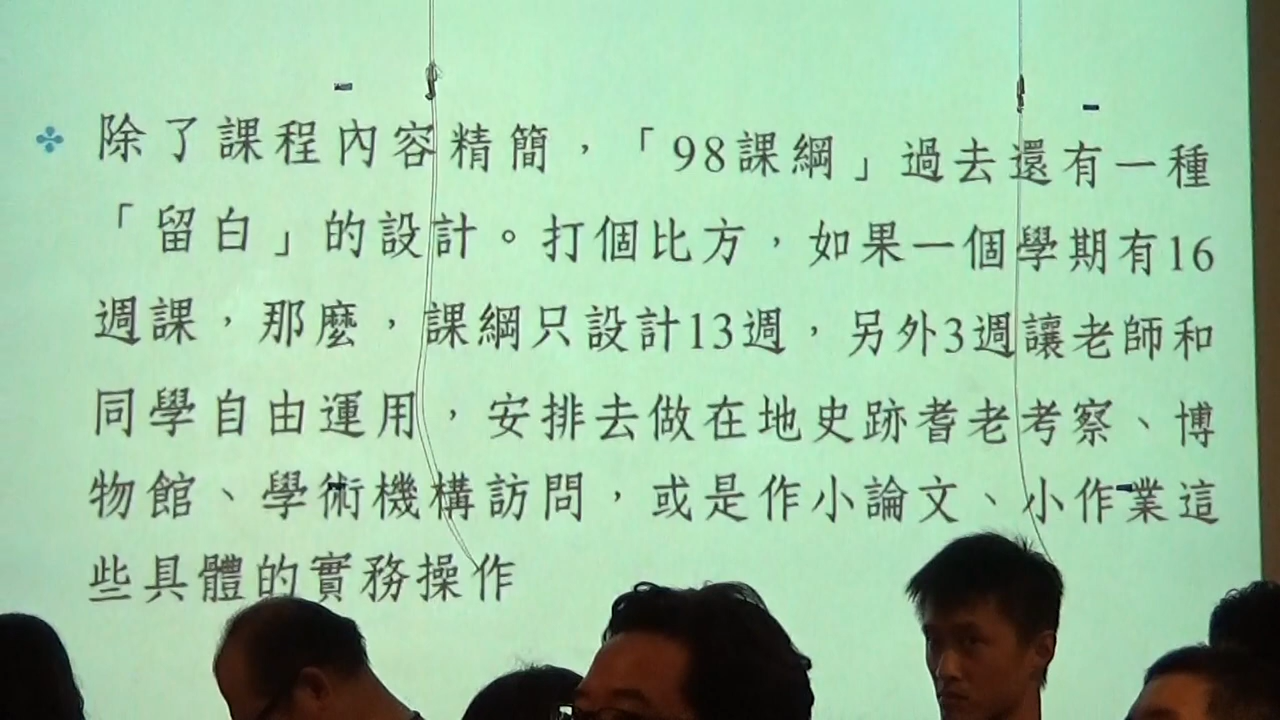 除了課程內容精簡，「98課綱」過去還有一種
「留白」的設計。打個比方，如果一個學期有16
週課，那麼，課綱只設計13週，另外3週讓老師和
同學自由運用，安排去做在地史跡耆老考察、博
物館、學術機構訪問，或是作小論文、小作業這
些具體的實務操作